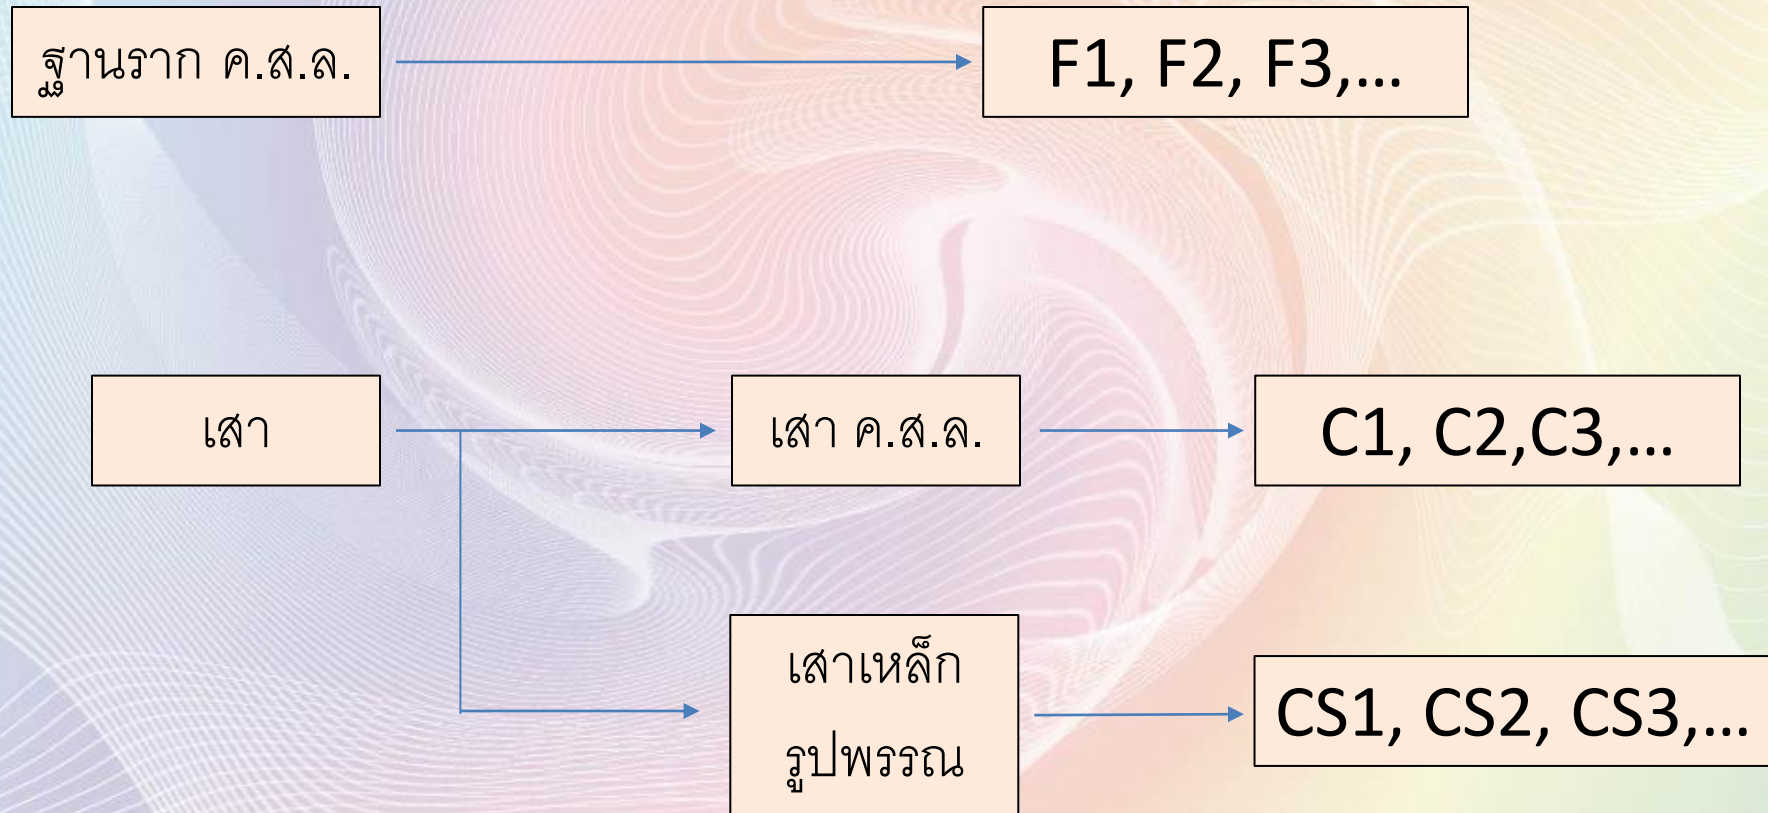 ฐานราก ค.ส.ล.
F1, F2, F3,...
เสา
เสา ค.ส.ล.
C1, C2,C3,...
เสาเหล็ก
รูปพรรณ
CS1, CS2, CS3,...